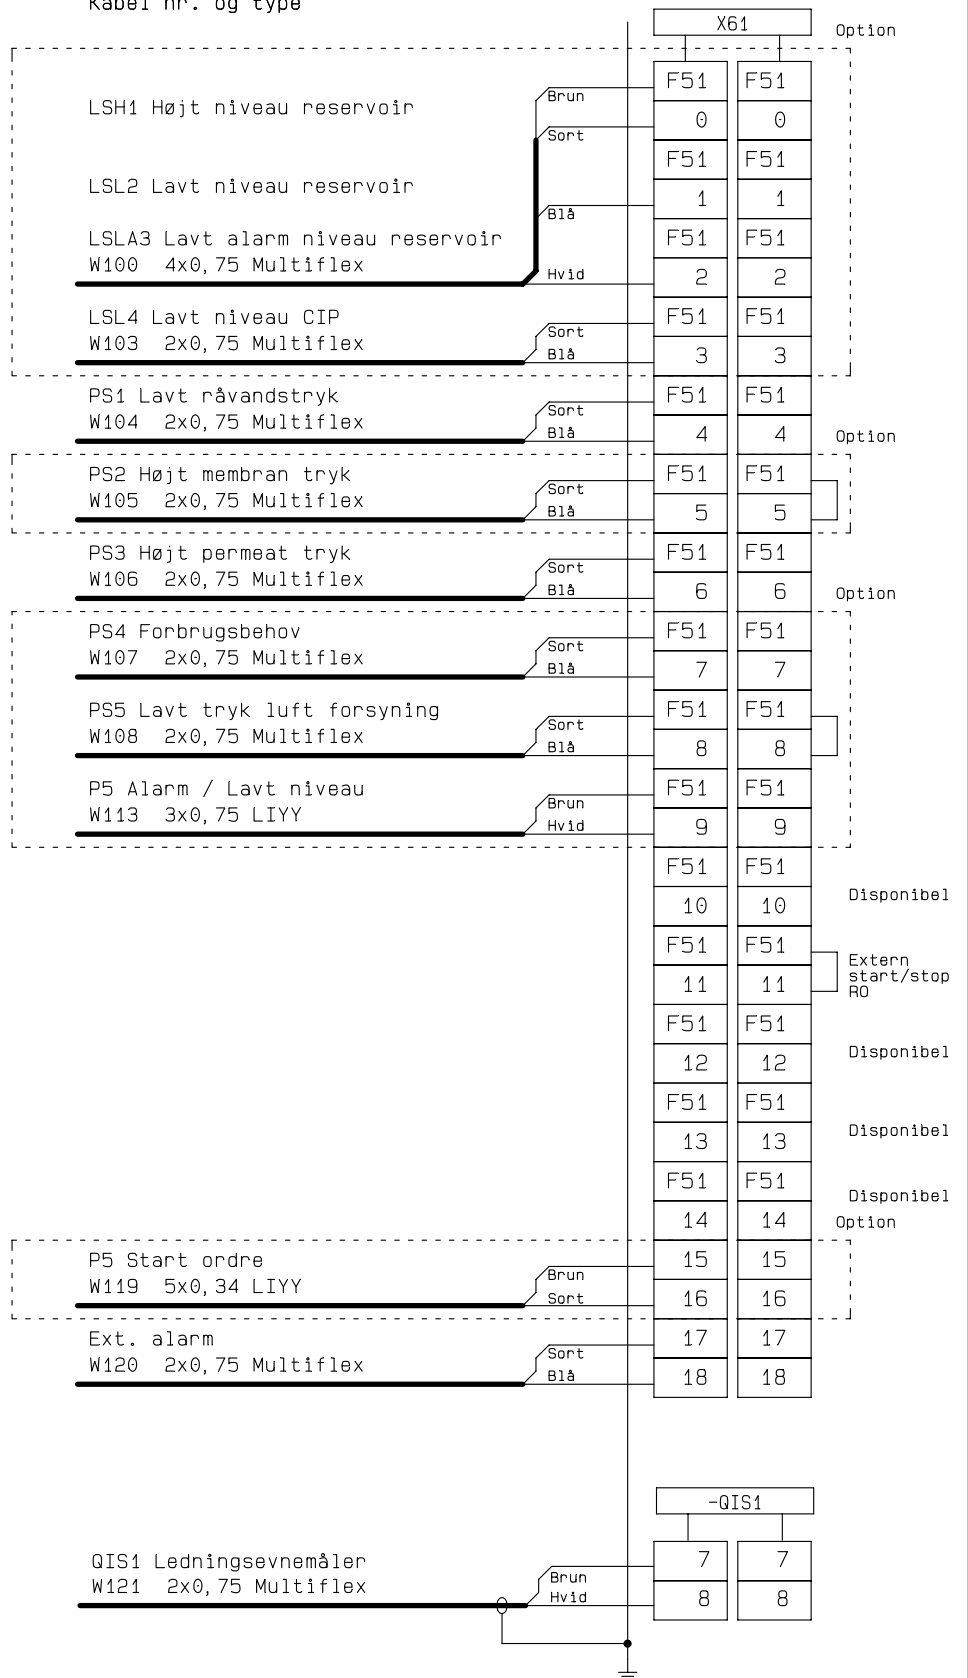 Kabel nr. og type
X61
Option
F51 F51
Brun
LSH1 Højt niveau reservoir
0 0
Sort
F51 F51
LSL2 Lavt niveau reservoir
1 1
Blå
LSLA3 Lavt alarm niveau reservoir
F51 F51
W100 4x0,75 Multiflex
Hvid
2 2
LSL4 Lavt niveau CIP
F51 F51
Sort
W103 2x0,75 Multiflex
Blå
3 3
PS1 Lavt råvandstryk
F51 F51
Sort
W104 2x0,75 Multiflex
Blå
4 4
Option
PS2 Højt membran tryk
F51 F51
Sort
W105 2x0,75 Multiflex
Blå
5 5
PS3 Højt permeat tryk
F51 F51
Sort
W106 2x0,75 Multiflex
Blå
6 6
Option
PS4 Forbrugsbehov
F51 F51
Sort
W107 2x0,75 Multiflex
Blå
7 7
PS5 Lavt tryk luft forsyning
F51 F51
Sort
W108 2x0,75 Multiflex
Blå
8 8
P5 Alarm / Lavt niveau
F51 F51
Brun
W113 3x0,75 LIYY
Hvid
9 9
F51 F51
Disponibel
10 10
F51 F51
Extern
start/stop
RO
11 11
F51 F51
Disponibel
12 12
F51 F51
Disponibel
13 13
F51 F51
Disponibel
14 14
Option
P5 Start ordre
15 15
Brun
W119 5x0,34 LIYY
Sort
16 16
Ext. alarm
17 17
Sort
W120 2x0,75 Multiflex
Blå
18 18
-QIS1
QIS1 Ledningsevnemåler
7 7
Brun
W121 2x0,75 Multiflex
Hvid
8 8